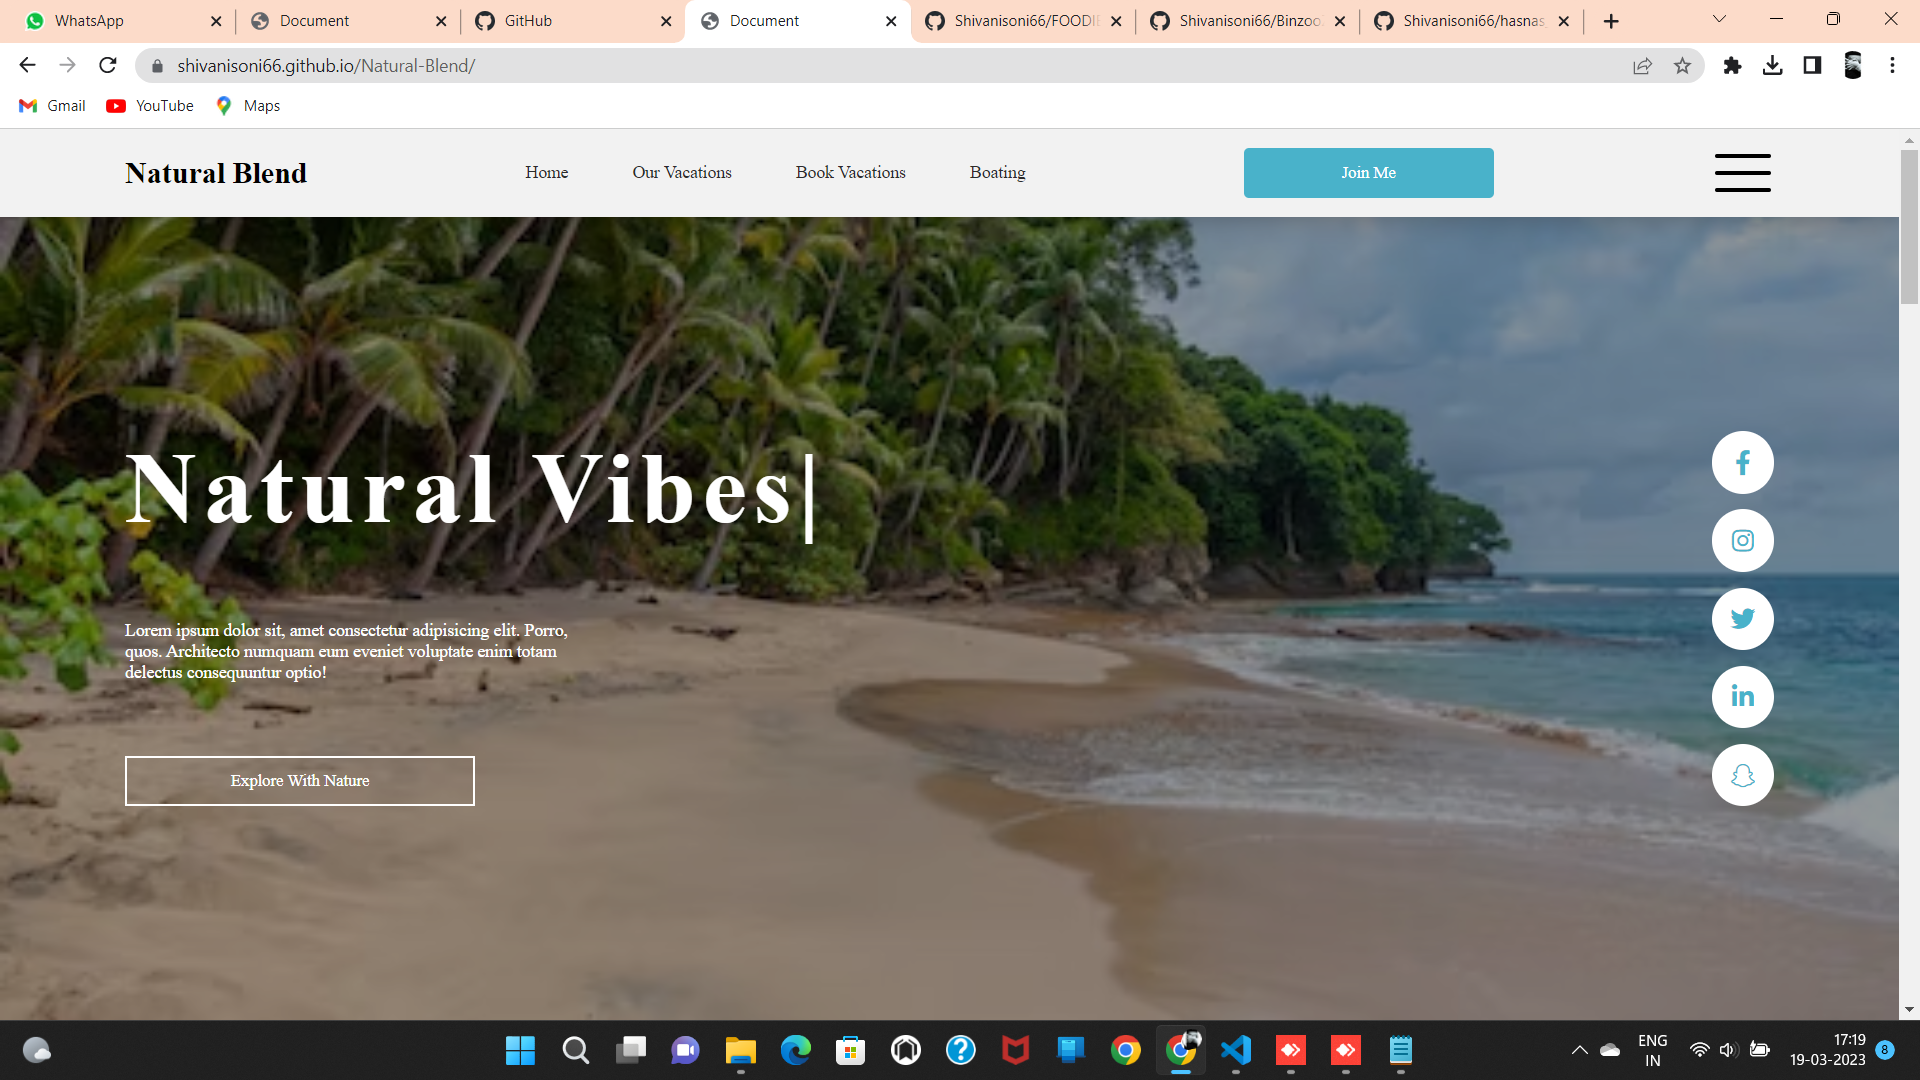 WhatsApp
Document
GitHub
Document
Shivanisoni66/FOODIE
Shivanisoni66/Binzoo
Shivanisoni66/hasnas
shivanisoni66.github.io/Natural-Blend/
Gmail
YouTube
Maps
Natural Blend
Home
Our Vacations
Book Vacations
Boating
Join Me
Natural Vibes|
Lorem ipsum dolor sit, amet consectetur adipisicing elit. Porro,
quos. Architecto numquam eum eveniet voluptate enim totam
delectus consequuntur optio!
Explore With Nature
ENG
IN
17:19
19-03-2023
8